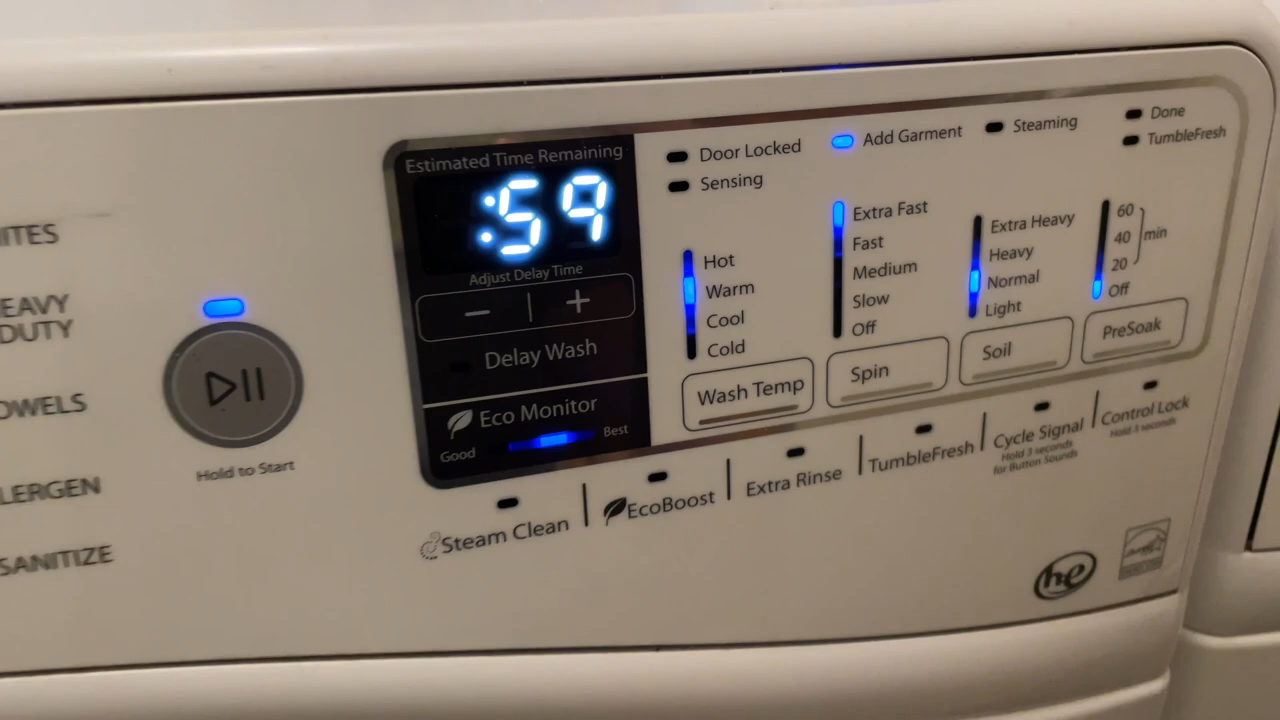 Estimated Time Remaining
:59
Adjust Delay Time
− | +
Delay Wash
Eco Monitor
Good
Best
Door Locked
Sensing
Add Garment
Steaming
Done
TumbleFresh
Hot
Warm
Cool
Cold
Wash Temp
Extra Fast
Fast
Medium
Slow
Off
Spin
Extra Heavy
Heavy
Normal
Light
Soil
60
40
20
min
Off
PreSoak
ITES
EAVY
DUTY
OWELS
LERGEN
SANITIZE
Hold to Start
Steam Clean
EcoBoost
Extra Rinse
TumbleFresh
Cycle Signal
Hold 3 seconds
for Button Sounds
Control Lock
Hold 3 seconds
he